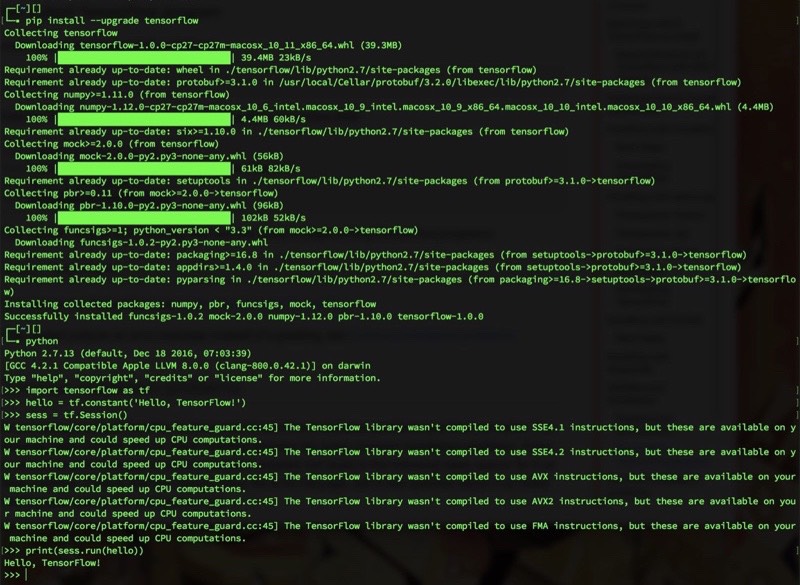 ┌─[~][]
└─• pip install --upgrade tensorflow
Collecting tensorflow
  Downloading tensorflow-1.0.0-cp27-cp27m-macosx_10_11_x86_64.whl (39.3MB)
    100% |████████████████████████████████| 39.4MB 23kB/s
Requirement already up-to-date: wheel in ./tensorflow/lib/python2.7/site-packages (from tensorflow)
Requirement already up-to-date: protobuf>=3.1.0 in /usr/local/Cellar/protobuf/3.2.0/libexec/lib/python2.7/site-packages (from tensorflow)
Collecting numpy>=1.11.0 (from tensorflow)
  Downloading numpy-1.12.0-cp27-cp27m-macosx_10_6_intel.macosx_10_9_intel.macosx_10_9_x86_64.macosx_10_10_intel.macosx_10_10_x86_64.whl (4.4MB)
    100% |████████████████████████████████| 4.4MB 60kB/s
Requirement already up-to-date: six>=1.10.0 in ./tensorflow/lib/python2.7/site-packages (from tensorflow)
Collecting mock>=2.0.0 (from tensorflow)
  Downloading mock-2.0.0-py2.py3-none-any.whl (56kB)
    100% |████████████████████████████████| 61kB 82kB/s
Requirement already up-to-date: setuptools in ./tensorflow/lib/python2.7/site-packages (from protobuf>=3.1.0->tensorflow)
Collecting pbr>=0.11 (from mock>=2.0.0->tensorflow)
  Downloading pbr-1.10.0-py2.py3-none-any.whl (96kB)
    100% |████████████████████████████████| 102kB 52kB/s
Collecting funcsigs>=1; python_version < "3.3" (from mock>=2.0.0->tensorflow)
  Downloading funcsigs-1.0.2-py2.py3-none-any.whl
Requirement already up-to-date: packaging>=16.8 in ./tensorflow/lib/python2.7/site-packages (from setuptools->protobuf>=3.1.0->tensorflow)
Requirement already up-to-date: appdirs>=1.4.0 in ./tensorflow/lib/python2.7/site-packages (from setuptools->protobuf>=3.1.0->tensorflow)
Requirement already up-to-date: pyparsing in ./tensorflow/lib/python2.7/site-packages (from packaging>=16.8->setuptools->protobuf>=3.1.0->tensorflo
w)
Installing collected packages: numpy, pbr, funcsigs, mock, tensorflow
Successfully installed funcsigs-1.0.2 mock-2.0.0 numpy-1.12.0 pbr-1.10.0 tensorflow-1.0.0
┌─[~][]
└─• python
Python 2.7.13 (default, Dec 18 2016, 07:03:39)
[GCC 4.2.1 Compatible Apple LLVM 8.0.0 (clang-800.0.42.1)] on darwin
Type "help", "copyright", "credits" or "license" for more information.
>>> import tensorflow as tf
>>> hello = tf.constant('Hello, TensorFlow!')
>>> sess = tf.Session()
W tensorflow/core/platform/cpu_feature_guard.cc:45] The TensorFlow library wasn't compiled to use SSE4.1 instructions, but these are available on y
our machine and could speed up CPU computations.
W tensorflow/core/platform/cpu_feature_guard.cc:45] The TensorFlow library wasn't compiled to use SSE4.2 instructions, but these are available on y
our machine and could speed up CPU computations.
W tensorflow/core/platform/cpu_feature_guard.cc:45] The TensorFlow library wasn't compiled to use AVX instructions, but these are available on your
 machine and could speed up CPU computations.
W tensorflow/core/platform/cpu_feature_guard.cc:45] The TensorFlow library wasn't compiled to use AVX2 instructions, but these are available on you
r machine and could speed up CPU computations.
W tensorflow/core/platform/cpu_feature_guard.cc:45] The TensorFlow library wasn't compiled to use FMA instructions, but these are available on your
 machine and could speed up CPU computations.
>>> print(sess.run(hello))
Hello, TensorFlow!
>>>